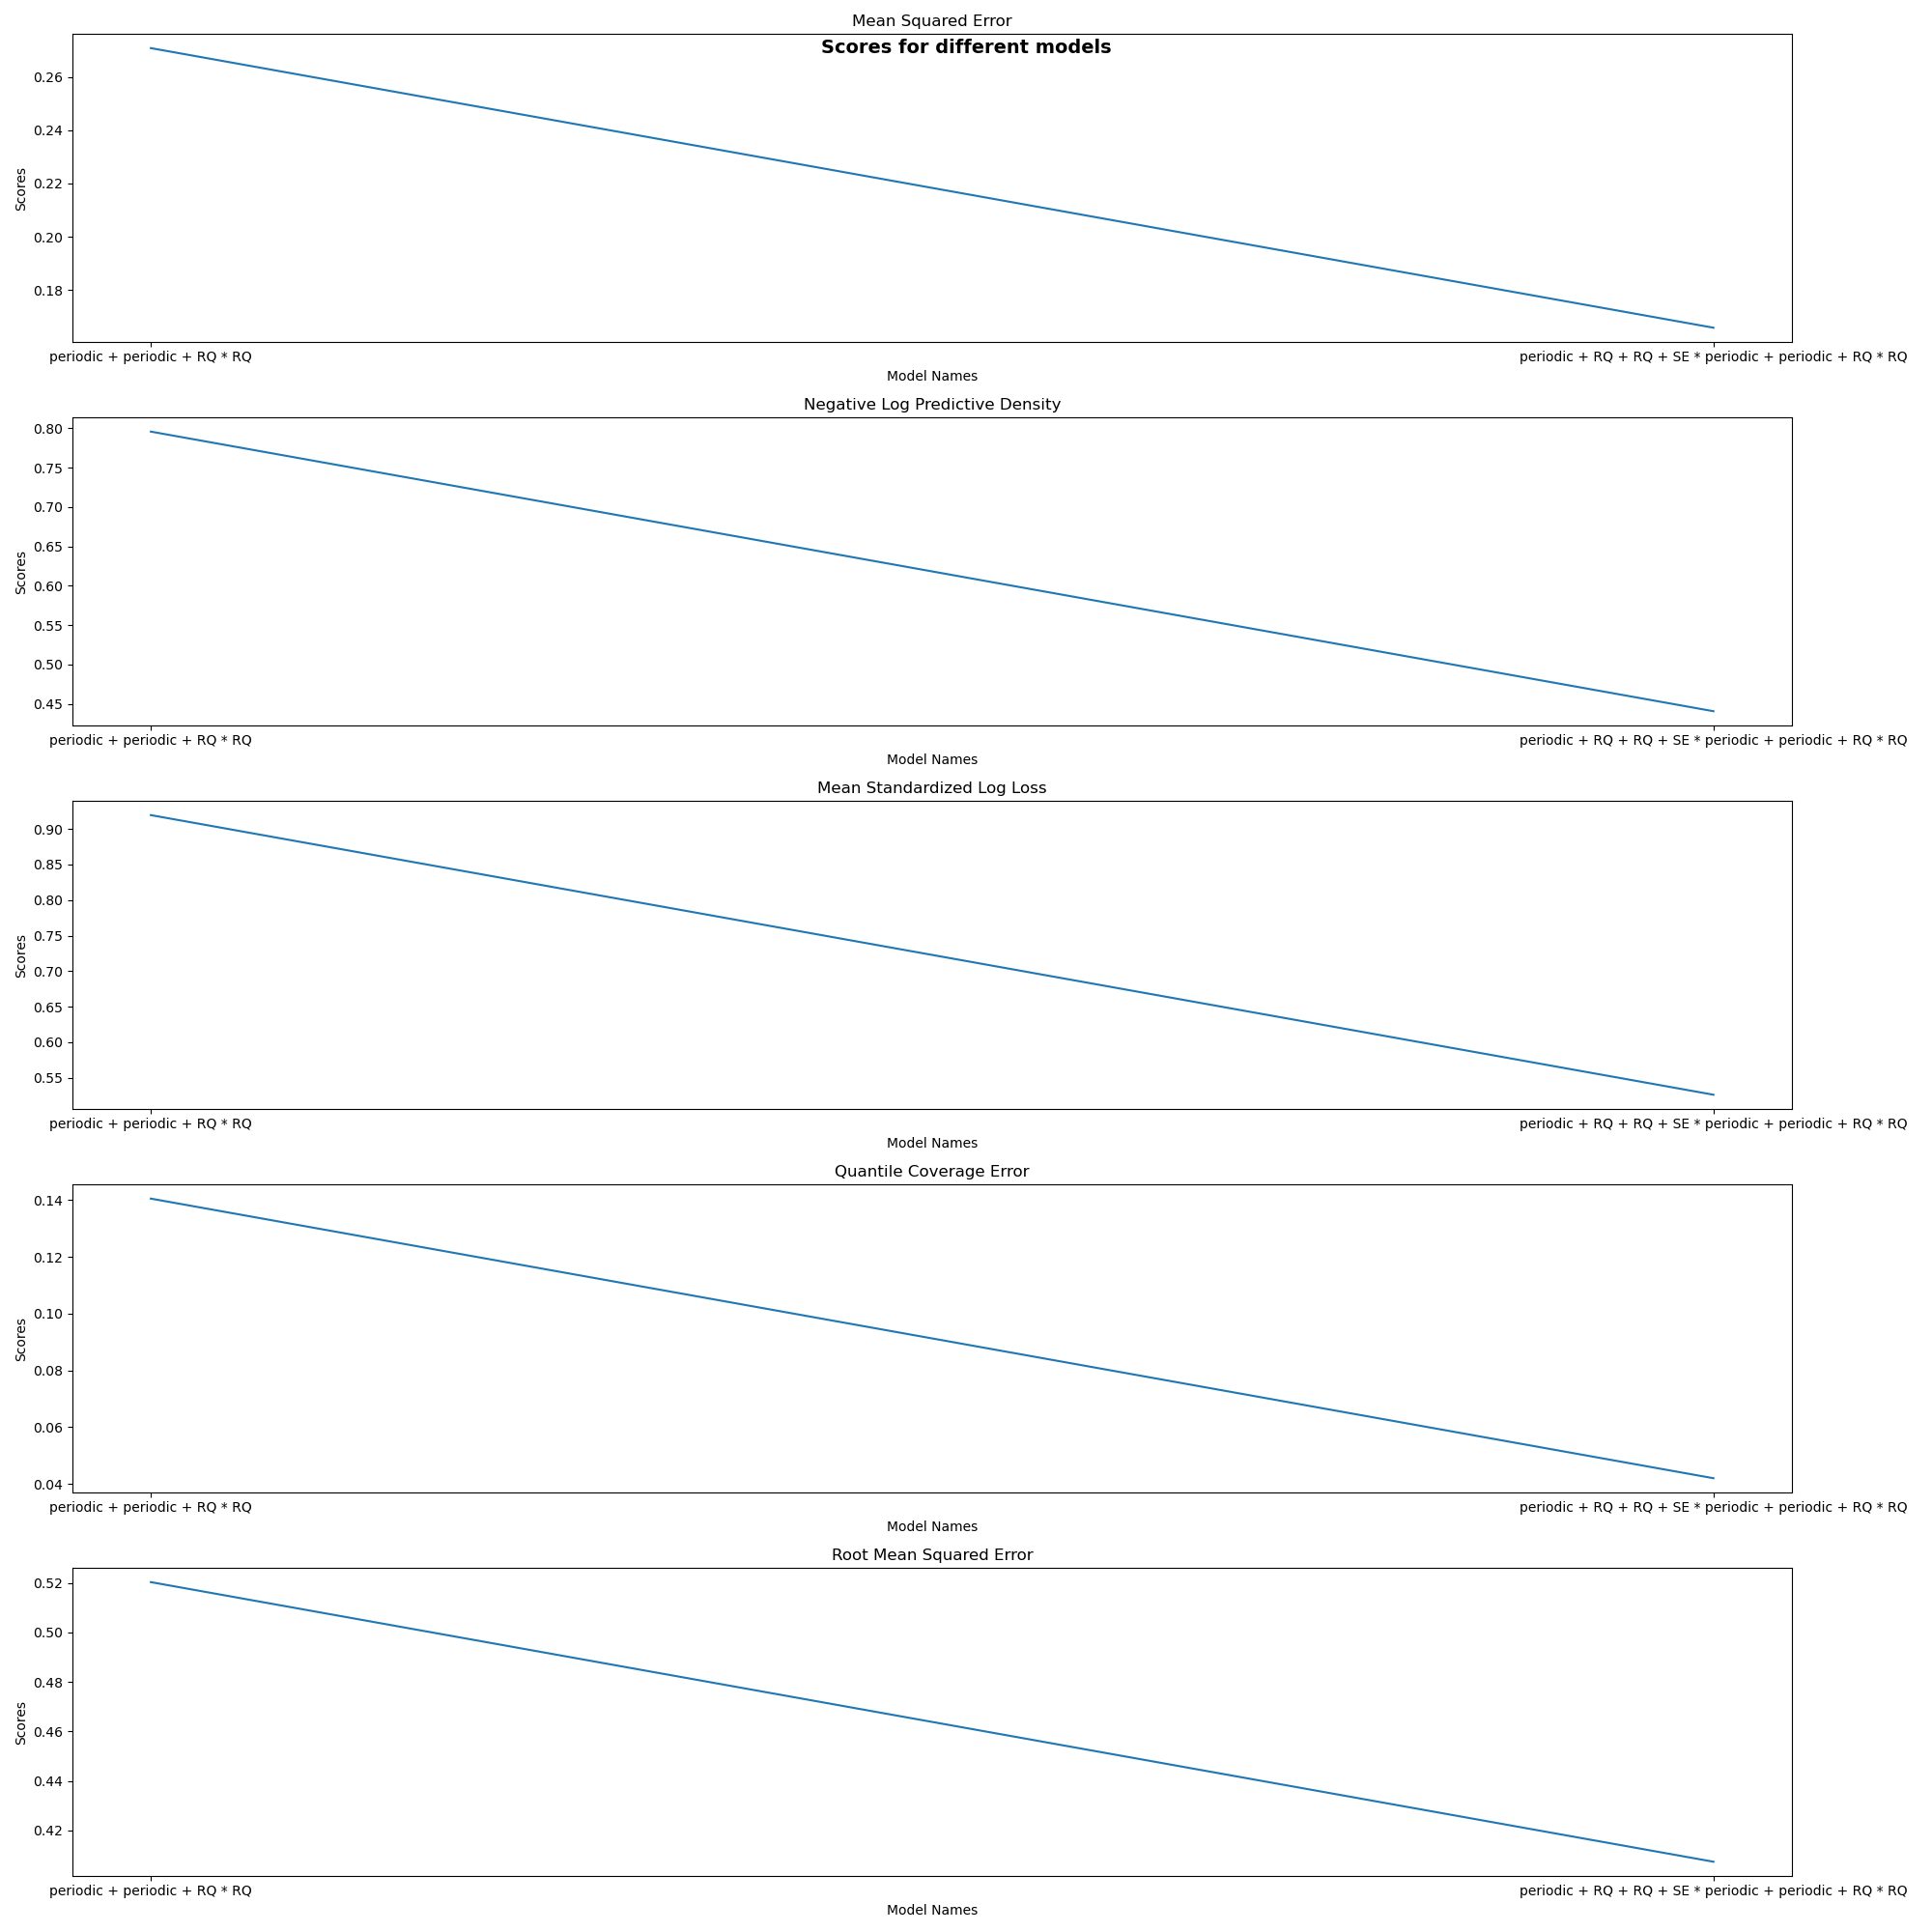 Mean Squared Error
Scores for different models
Scores
0.26
0.24
0.22
0.20
0.18
periodic + periodic + RQ * RQ
periodic + RQ + RQ + SE * periodic + periodic + RQ * RQ
Model Names
Negative Log Predictive Density
Scores
0.80
0.75
0.70
0.65
0.60
0.55
0.50
0.45
periodic + periodic + RQ * RQ
periodic + RQ + RQ + SE * periodic + periodic + RQ * RQ
Model Names
Mean Standardized Log Loss
Scores
0.90
0.85
0.80
0.75
0.70
0.65
0.60
0.55
periodic + periodic + RQ * RQ
periodic + RQ + RQ + SE * periodic + periodic + RQ * RQ
Model Names
Quantile Coverage Error
Scores
0.14
0.12
0.10
0.08
0.06
0.04
periodic + periodic + RQ * RQ
periodic + RQ + RQ + SE * periodic + periodic + RQ * RQ
Model Names
Root Mean Squared Error
Scores
0.52
0.50
0.48
0.46
0.44
0.42
periodic + periodic + RQ * RQ
periodic + RQ + RQ + SE * periodic + periodic + RQ * RQ
Model Names